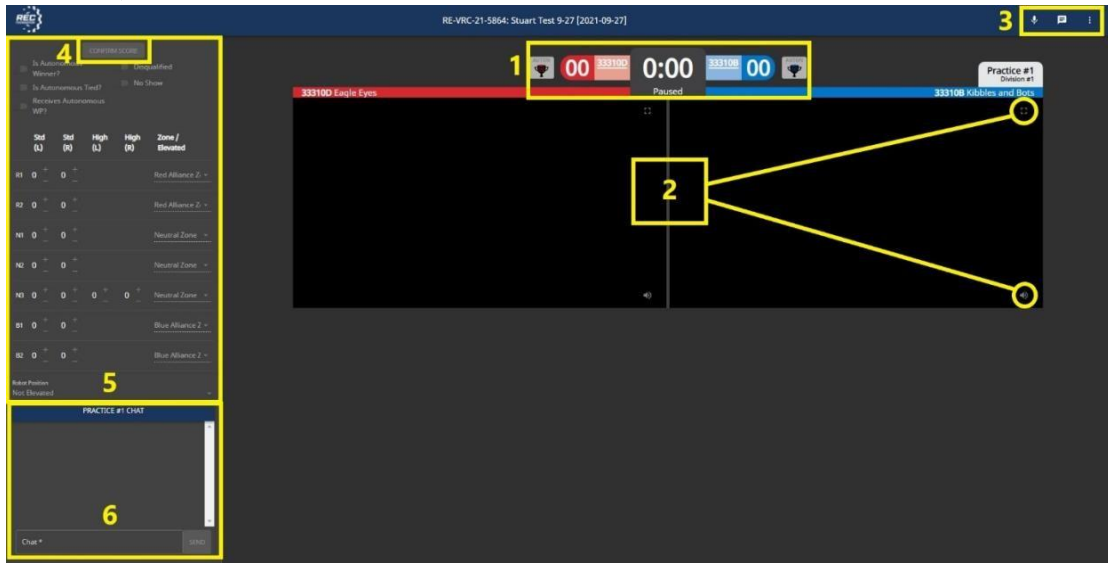 REC
RE-VRC-21-5864: Stuart Test 9-27 [2021-09-27]
3
4
CONFIRM SCORE
Is Autonomous Winner?
Disqualified
Is Autonomous Tied?
No Show
Receives Autonomous WP?
1
00
33310D
0:00
Paused
33310B
00
Practice #1
Division #1
33310D Eagle Eyes
33310B Kibbles and Bots
2
Std (L)
Std (R)
High (L)
High (R)
Zone / Elevated
R1 0 + − 0 + − Red Alliance Z
R2 0 + − 0 + − Red Alliance Z
N1 0 + − 0 + − Neutral Zone
N2 0 + − 0 + − Neutral Zone
N3 0 + − 0 + − 0 + − 0 + − Neutral Zone
B1 0 + − 0 + − Blue Alliance Z
B2 0 + − 0 + − Blue Alliance Z
Robot Position
Not Elevated
5
PRACTICE #1 CHAT
6
Chat *
SEND